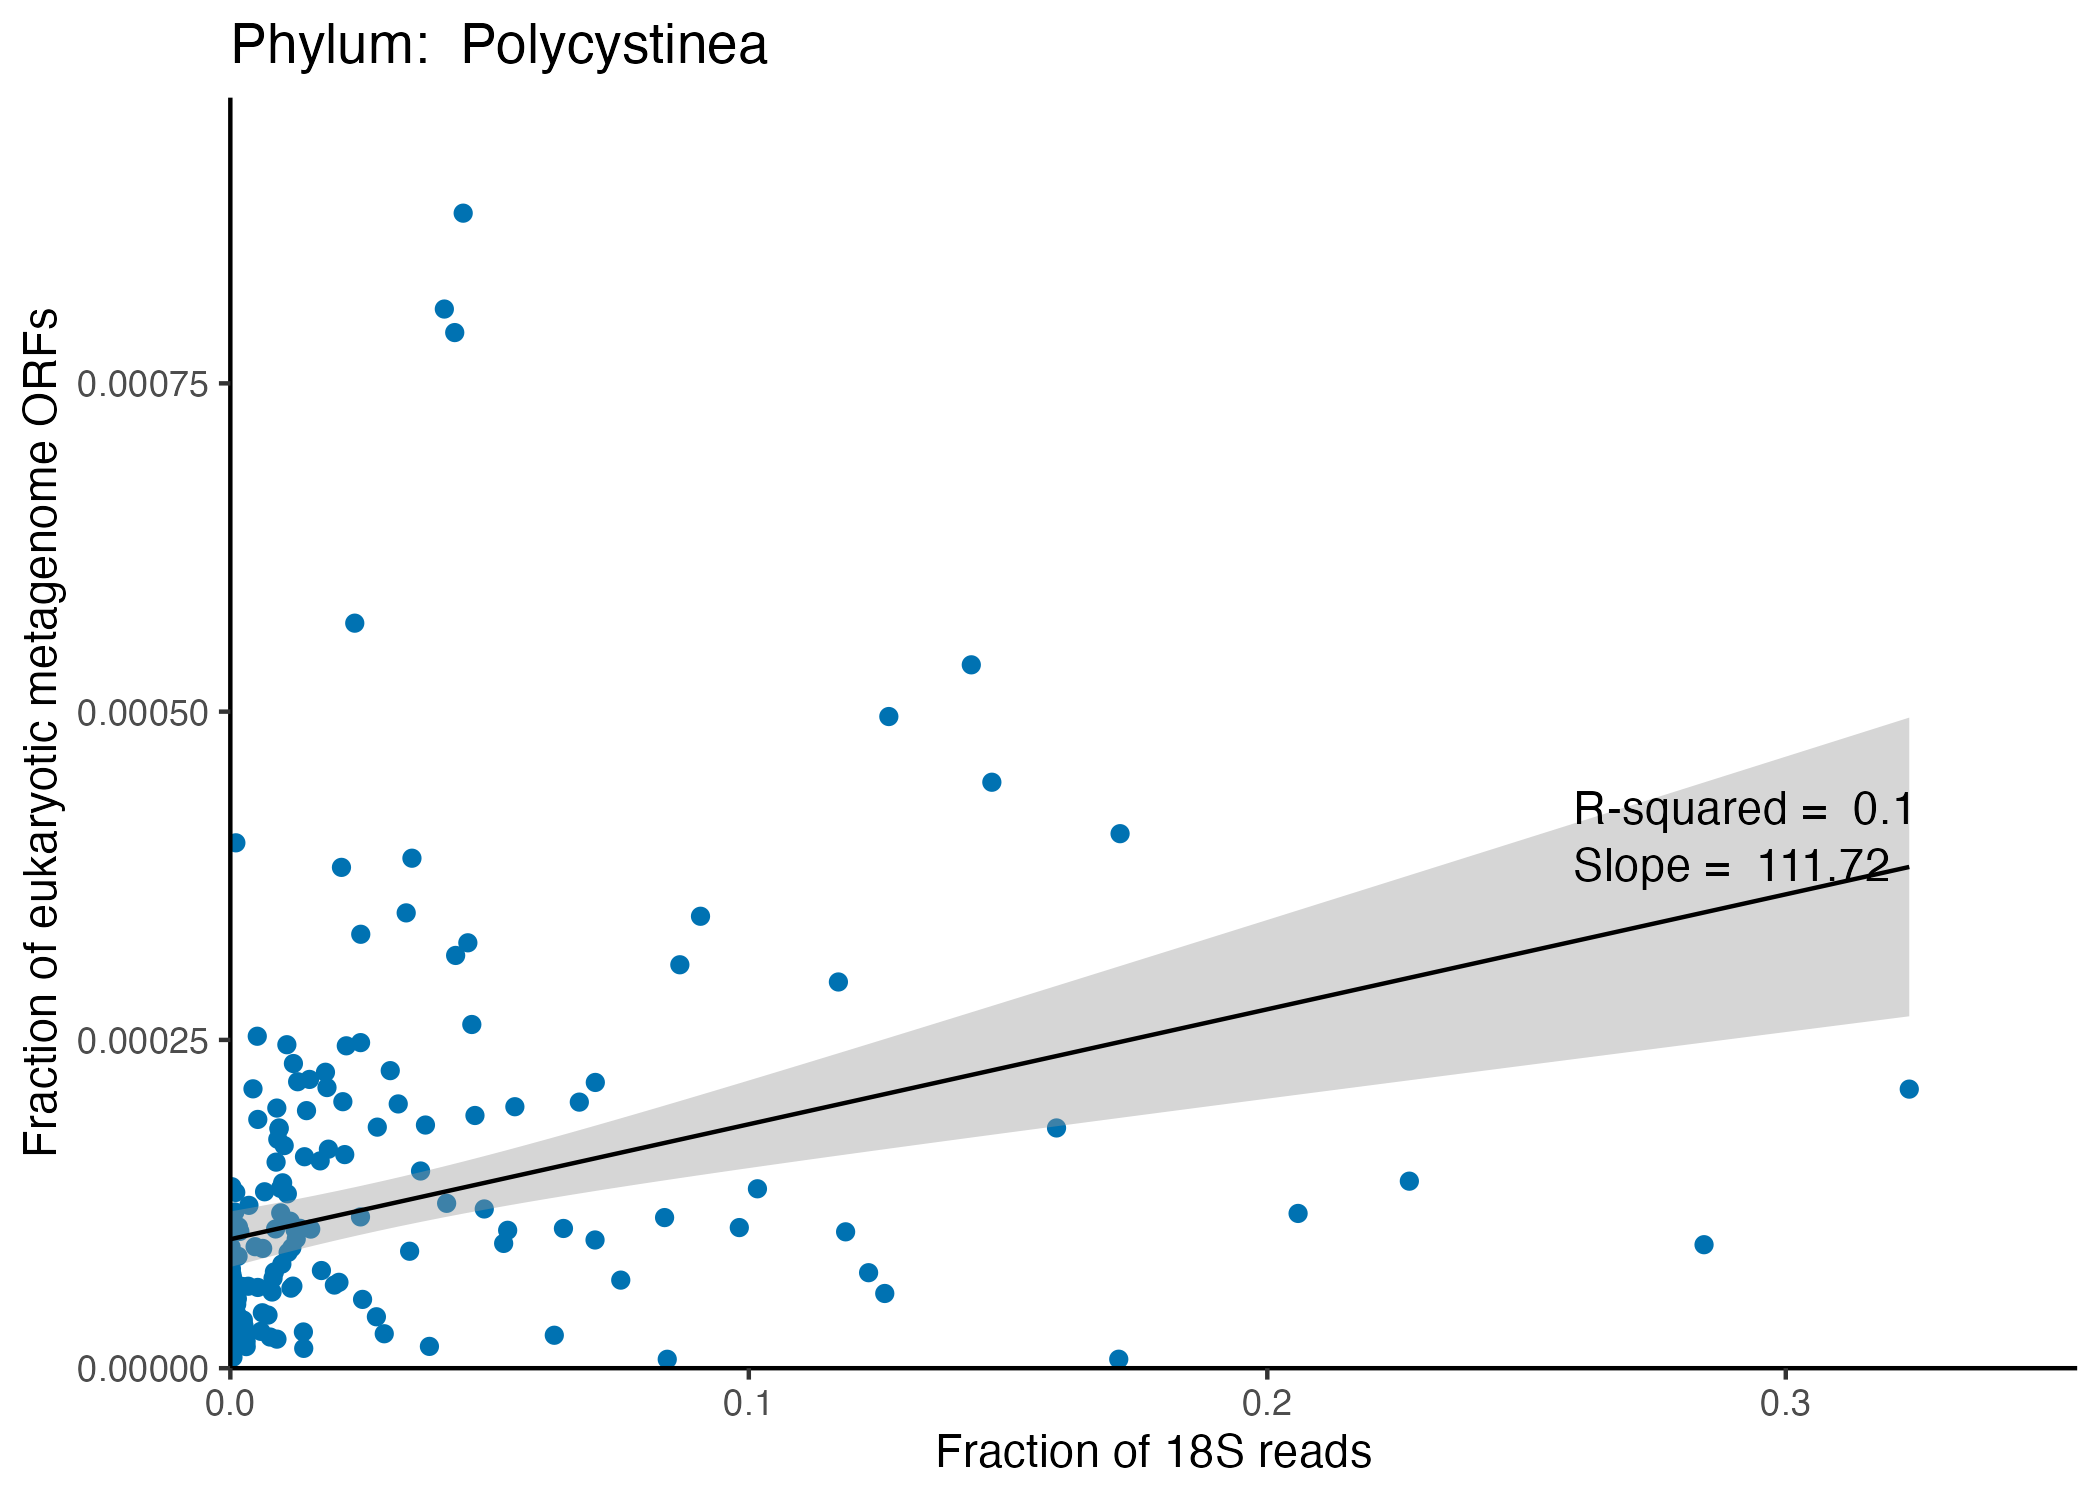 Phylum:  Polycystinea
Fraction of eukaryotic metagenome ORFs
0.00075
0.00050
0.00025
0.00000
R-squared =  0.1
Slope =  111.72
0.0
0.1
0.2
0.3
Fraction of 18S reads